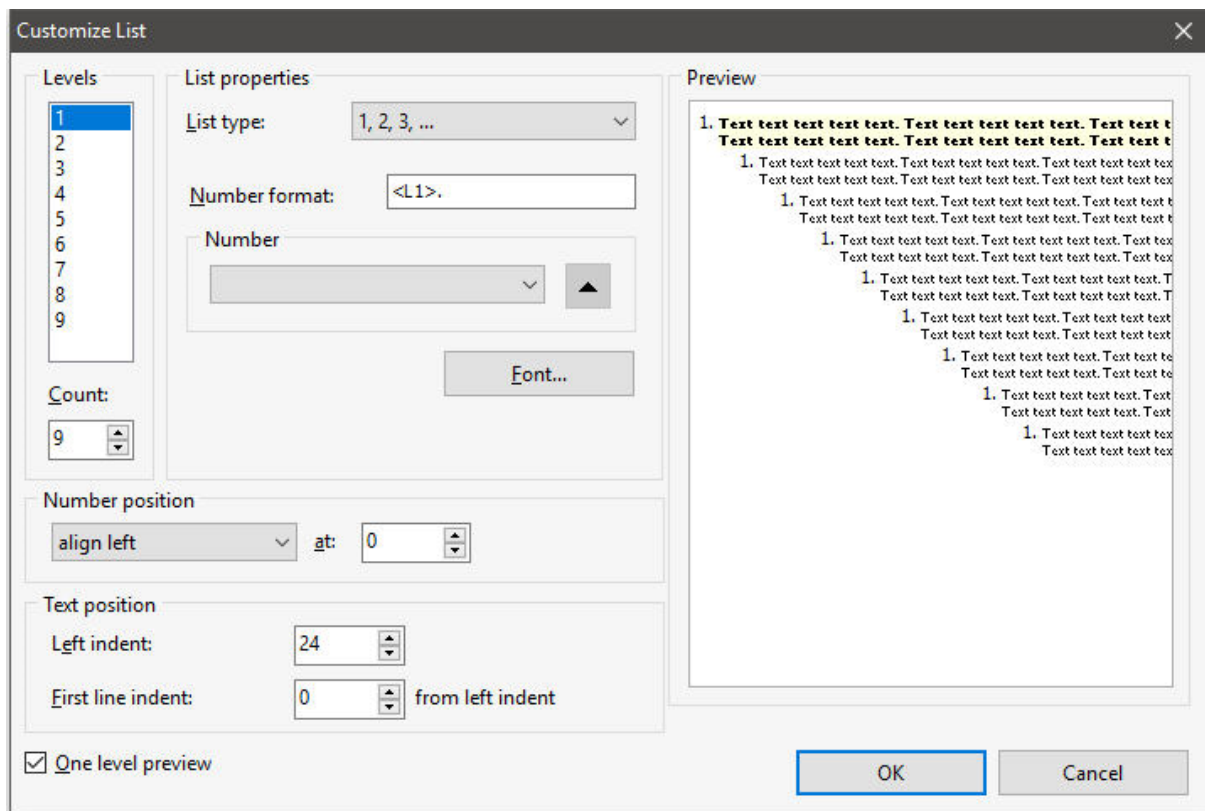 Customize List
Levels
1
2
3
4
5
6
7
8
9
Count:
9
List properties
List type:
1, 2, 3, ...
Number format:
<L1>.
Number
Font...
Number position
align left
at:
0
Text position
Left indent:
24
First line indent:
0
from left indent
One level preview
Preview
1. Text text text text text. Text text text text text. Text text t
Text text text text text. Text text text text text. Text text t
1. Text text text text text. Text text text text text. Text text text text tex
Text text text text text. Text text text text text. Text text text text tex
1. Text text text text text. Text text text text text. Text text text t
Text text text text text. Text text text text text. Text text text t
1. Text text text text text. Text text text text text. Text tex
Text text text text text. Text text text text text. Text tex
1. Text text text text text. Text text text text text. T
Text text text text text. Text text text text text. T
1. Text text text text text. Text text text text
Text text text text text. Text text text text
1. Text text text text text. Text text te
Text text text text text. Text text te
1. Text text text text text. Text
Text text text text text. Text
1. Text text text text tex
Text text text text tex
OK
Cancel